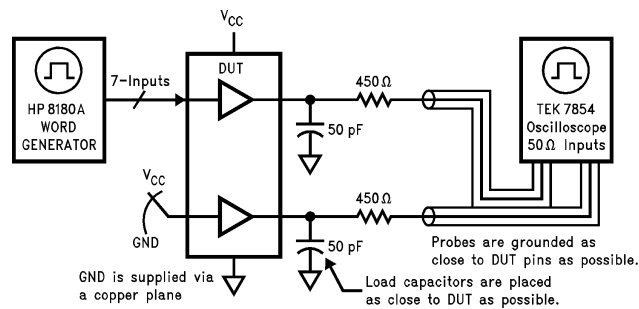 V_CC
DUT
7-Inputs
HP 8180A
WORD
GENERATOR
450Ω
50 pF
TEK 7854
Oscilloscope
50Ω Inputs
V_CC
GND
450Ω
50 pF
Probes are grounded as
close to DUT pins as possible.
GND is supplied via
a copper plane
Load capacitors are placed
as close to DUT as possible.